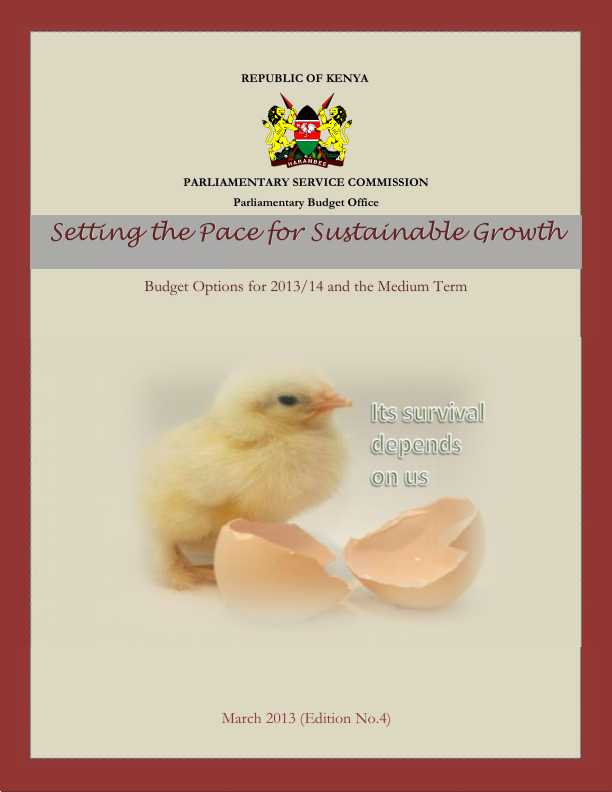 REPUBLIC OF KENYA
HARAMBEE
PARLIAMENTARY SERVICE COMMISSION
Parliamentary Budget Office
Setting the Pace for Sustainable Growth
Budget Options for 2013/14 and the Medium Term
Its survival
depends
on us
March 2013 (Edition No.4)